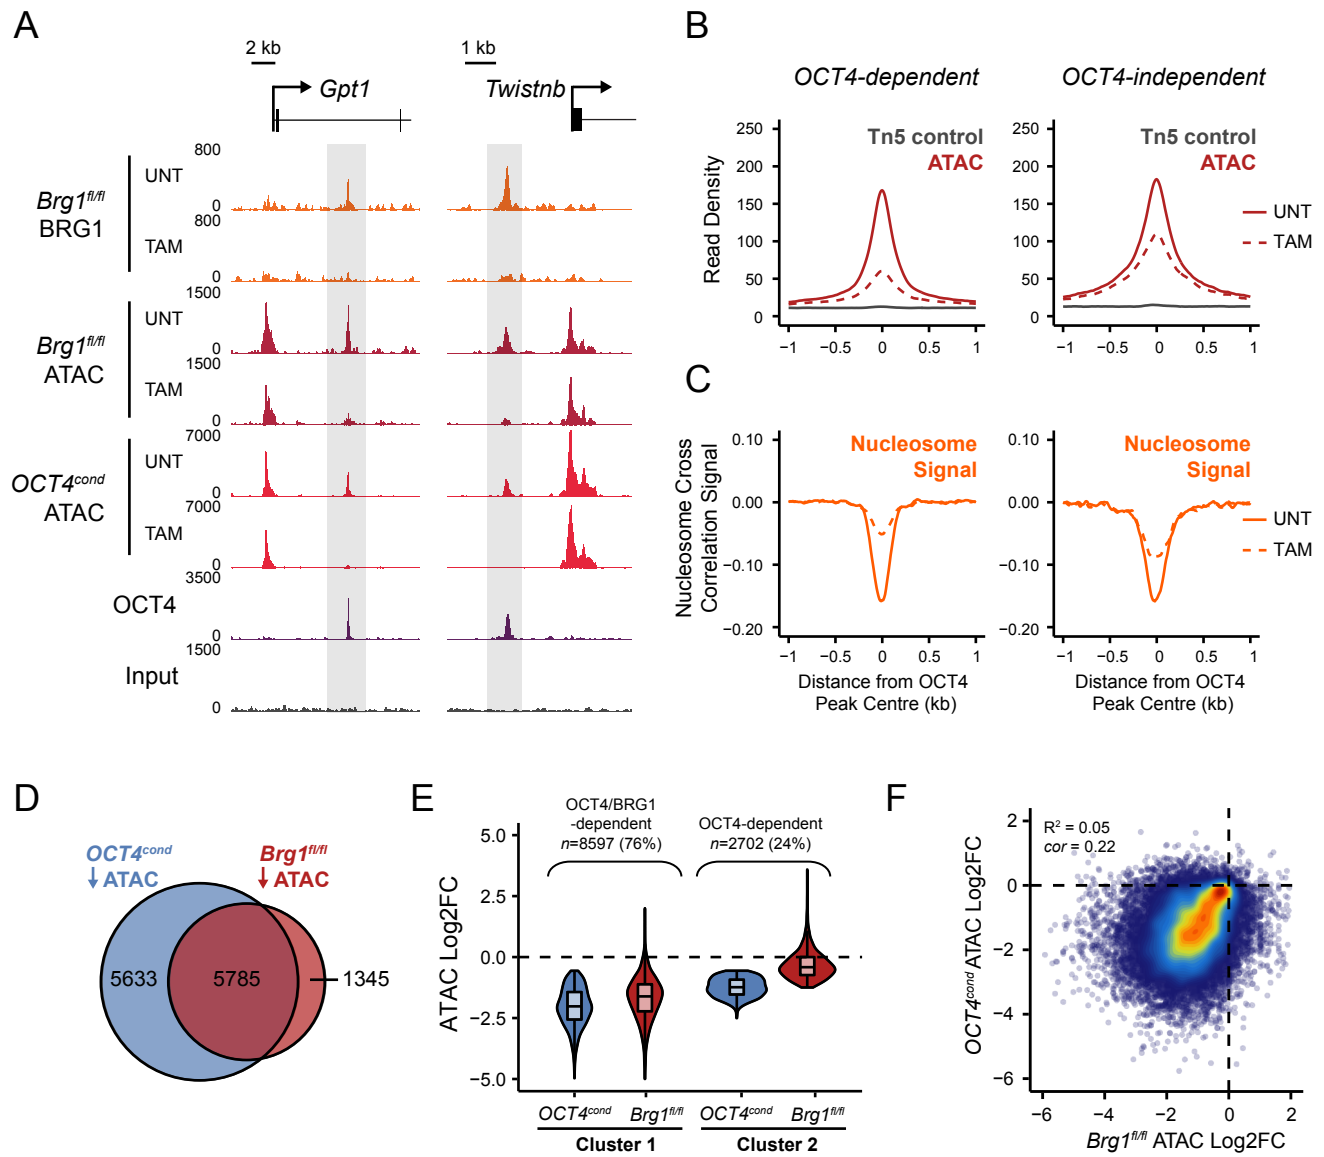 A
2 kb
1 kb
Gpt1
Twistnb
Brg1fl/fl
BRG1
UNT
800
0
TAM
800
0
Brg1fl/fl
ATAC
UNT
1500
0
TAM
1500
0
OCT4cond
ATAC
UNT
7000
0
TAM
7000
0
OCT4
3500
0
Input
1500
0
B
OCT4-dependent
OCT4-independent
Read Density
250
200
150
100
50
0
Tn5 control
ATAC
−1 −0.5 0 0.5 1
250
200
150
100
50
0
Tn5 control
ATAC
−1 −0.5 0 0.5 1
UNT
TAM
C
Nucleosome Cross
Correlation Signal
0.10
0.00
−0.10
−0.20
Nucleosome
Signal
−1 −0.5 0 0.5 1
Distance from OCT4
Peak Centre (kb)
0.10
0.00
−0.10
−0.20
Nucleosome
Signal
−1 −0.5 0 0.5 1
Distance from OCT4
Peak Centre (kb)
UNT
TAM
D
OCT4cond
↓ ATAC
Brg1fl/fl
↓ ATAC
5633
5785
1345
E
ATAC Log2FC
5.0
2.5
0.0
−2.5
−5.0
OCT4/BRG1
-dependent
n=8597 (76%)
OCT4-dependent
n=2702 (24%)
OCT4cond
Brg1fl/fl
OCT4cond
Brg1fl/fl
Cluster 1
Cluster 2
F
OCT4cond ATAC Log2FC
2
0
−2
−4
−6
R2 = 0.05
cor = 0.22
−6 −4 −2 0 2
Brg1fl/fl ATAC Log2FC